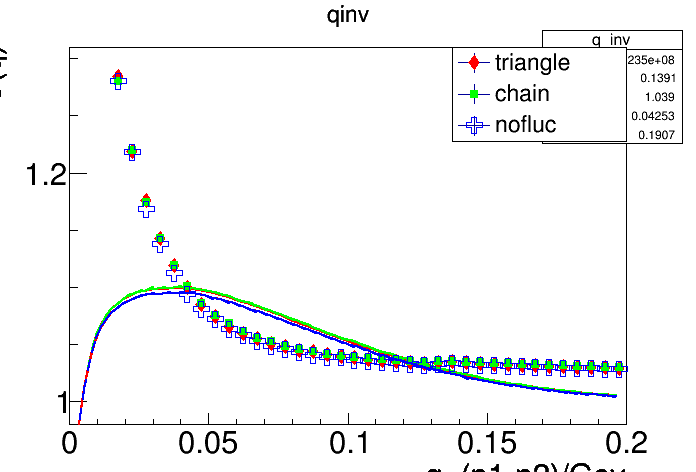 qinv
q inv
235e+08
0.1391
1.039
0.04253
0.1907
triangle
chain
nofluc
1.2
1
0 0.05 0.1 0.15 0.2